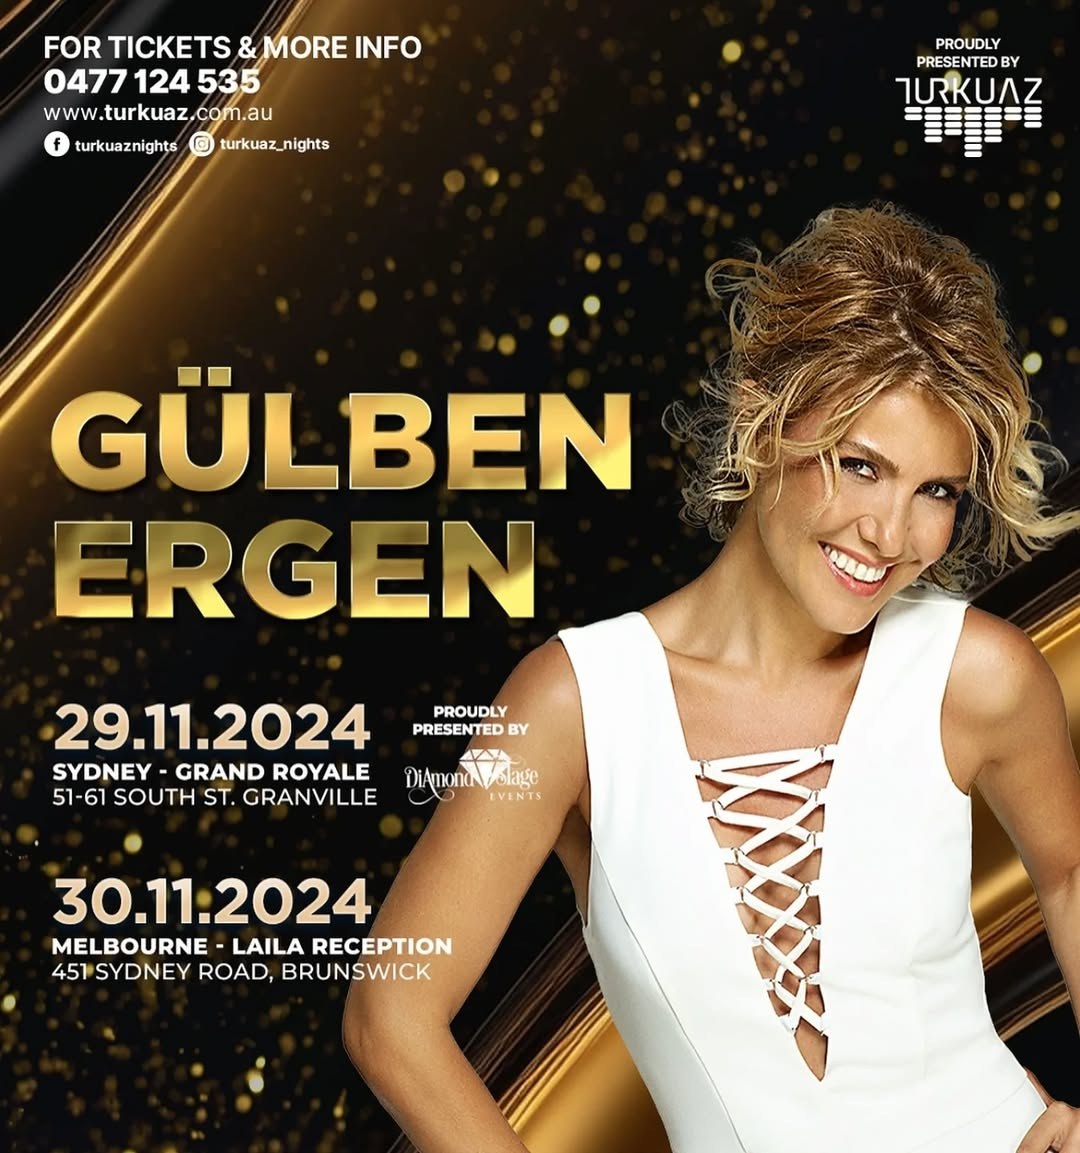 FOR TICKETS & MORE INFO
0477 124 535
www.turkuaz.com.au
turkuaznights turkuaz_nights
PROUDLY
PRESENTED BY
TURKUAZ
GÜLBEN
ERGEN
29.11.2024
SYDNEY - GRAND ROYALE
51-61 SOUTH ST. GRANVILLE
PROUDLY
PRESENTED BY
DiAmond Stage
EVENTS
30.11.2024
MELBOURNE - LAILA RECEPTION
451 SYDNEY ROAD, BRUNSWICK